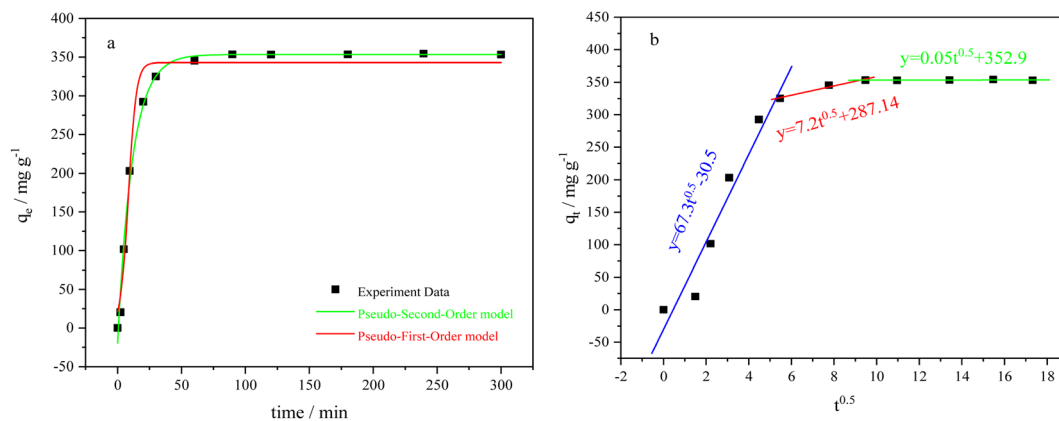 a
400
350
300
250
200
150
100
50
0
-50
q_e / mg g^-1
0 50 100 150 200 250 300
time / min
Experiment Data
Pseudo-Second-Order model
Pseudo-First-Order model
b
450
400
350
300
250
200
150
100
50
0
-50
q_t / mg g^-1
-2 0 2 4 6 8 10 12 14 16 18
t^0.5
y=67.3t^0.5-30.5
y=7.2t^0.5+287.14
y=0.05t^0.5+352.9